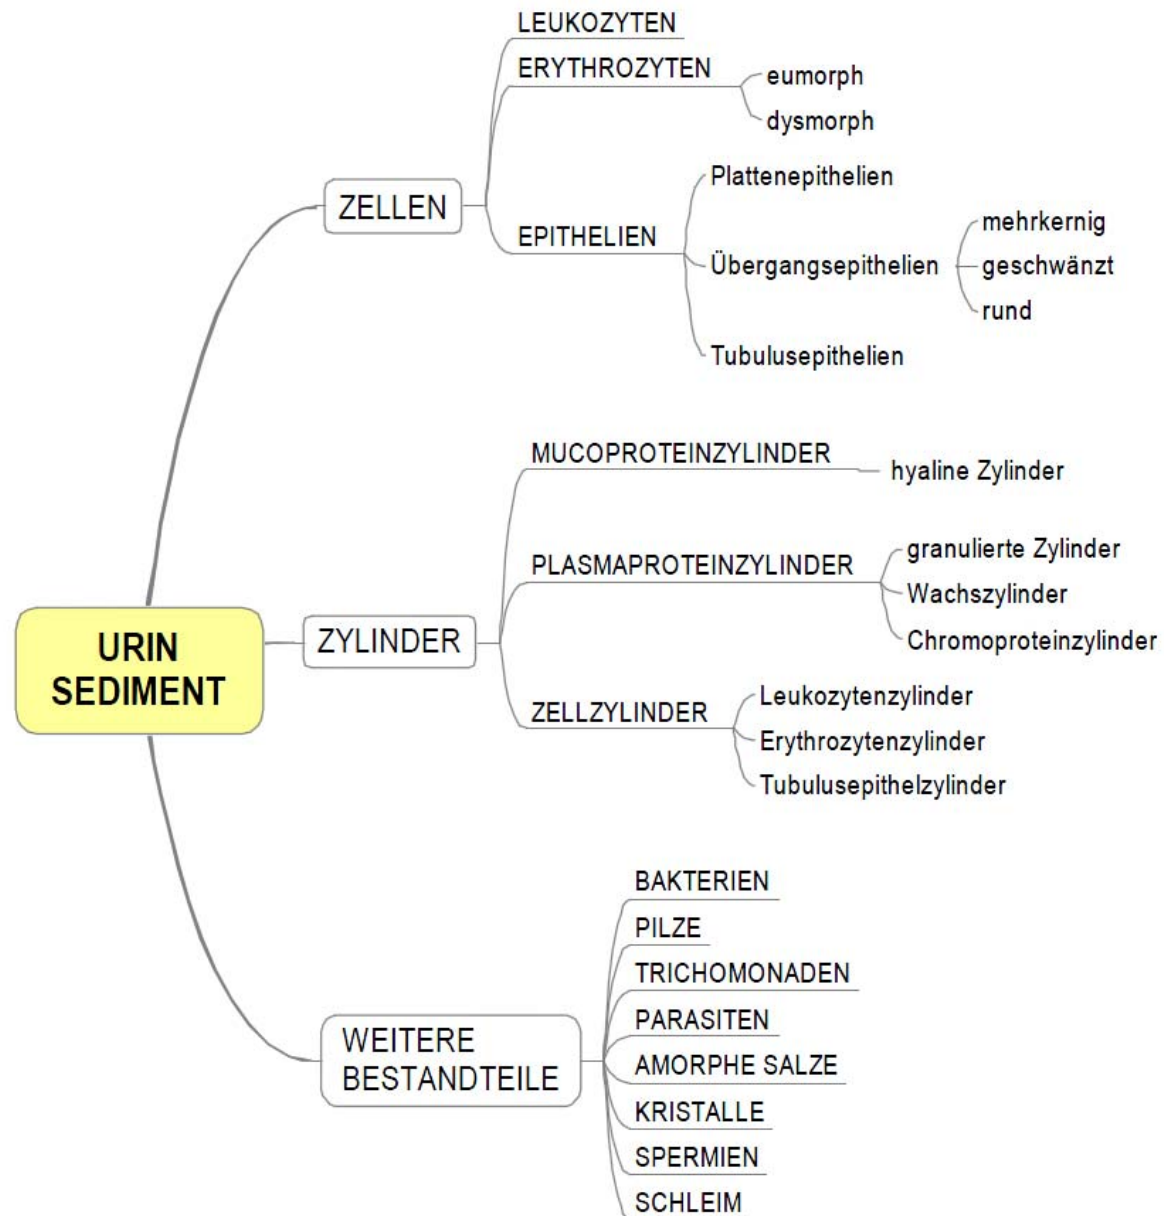 LEUKOZYTEN
ERYTHROZYTEN
eumorph
dysmorph
ZELLEN
Plattenepithelien
EPITHELIEN
Übergangsepithelien
mehrkernig
geschwänzt
rund
Tubulusepithelien
MUCOPROTEINZYLINDER
hyaline Zylinder
PLASMAPROTEINZYLINDER
granulierte Zylinder
Wachszylinder
Chromoproteinzylinder
URIN
SEDIMENT
ZYLINDER
ZELLZYLINDER
Leukozytenzylinder
Erythrozytenzylinder
Tubulusepithelzylinder
WEITERE
BESTANDTEILE
BAKTERIEN
PILZE
TRICHOMONADEN
PARASITEN
AMORPHE SALZE
KRISTALLE
SPERMIEN
SCHLEIM